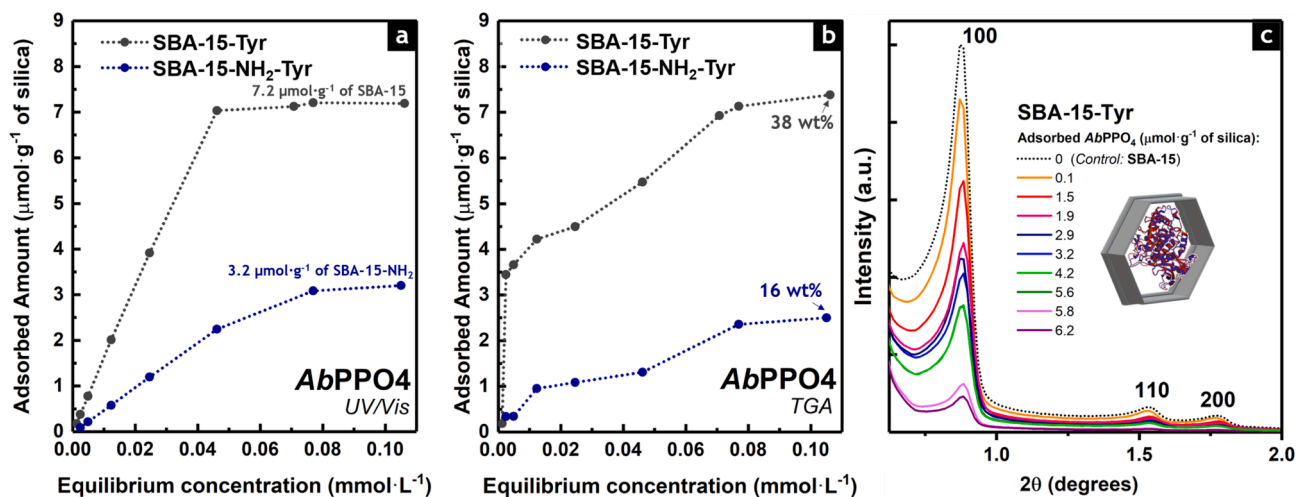 a
SBA-15-Tyr
SBA-15-NH₂-Tyr
7.2 μmol·g⁻¹ of SBA-15
3.2 μmol·g⁻¹ of SBA-15-NH₂
AbPPO4
UV/Vis
Adsorbed Amount (μmol·g⁻¹ of silica)
9
8
7
6
5
4
3
2
1
0
0.00 0.02 0.04 0.06 0.08 0.10
Equilibrium concentration (mmol·L⁻¹)
b
SBA-15-Tyr
SBA-15-NH₂-Tyr
38 wt%
16 wt%
AbPPO4
TGA
Adsorbed Amount (μmol·g⁻¹ of silica)
9
8
7
6
5
4
3
2
1
0
0.00 0.02 0.04 0.06 0.08 0.10
Equilibrium concentration (mmol·L⁻¹)
c
100
SBA-15-Tyr
Adsorbed AbPPO₄ (μmol·g⁻¹ of silica):
0 (Control: SBA-15)
0.1
1.5
1.9
2.9
3.2
4.2
5.6
5.8
6.2
110
200
Intensity (a.u.)
1.0 1.5 2.0
2θ (degrees)